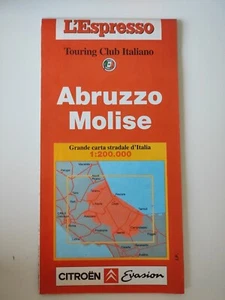 L'Espresso
Touring Club Italiano
Abruzzo
Molise
Grande carta stradale d'Italia
1:200.000
CITROËN Evasion